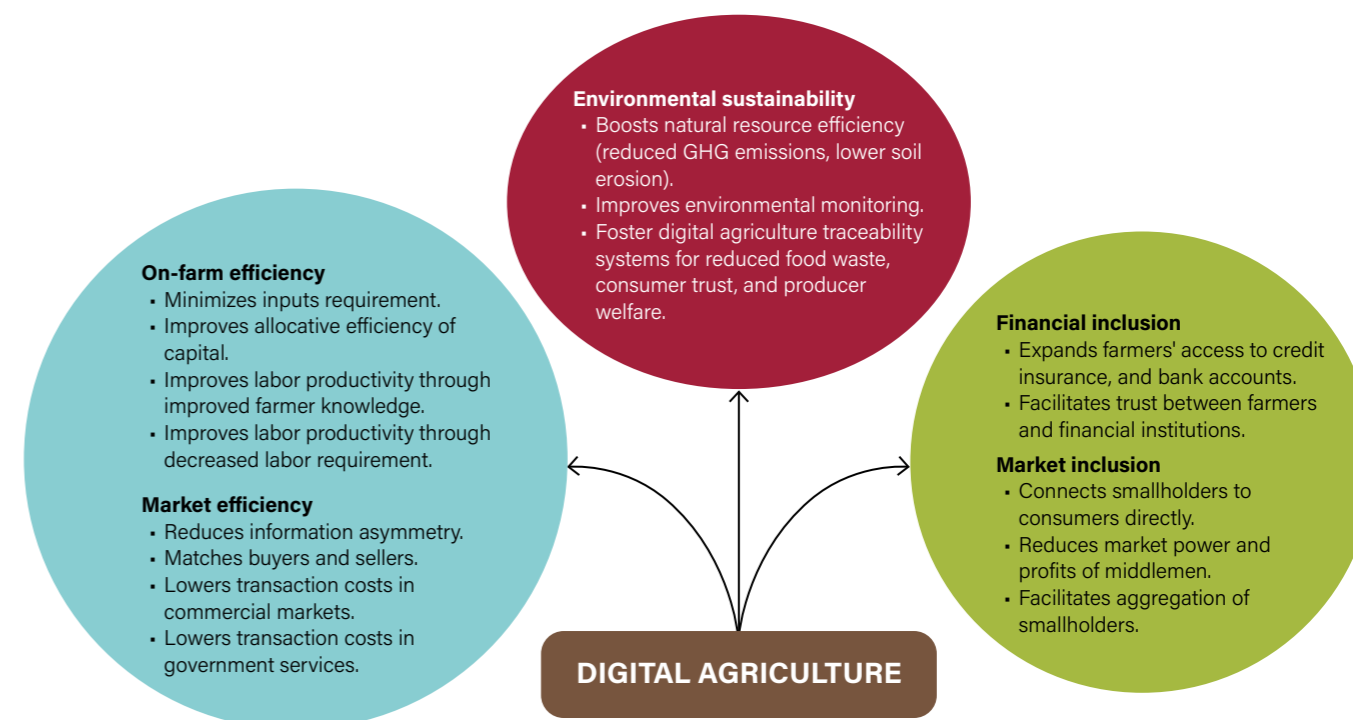 Environmental sustainability
▪ Boosts natural resource efficiency
(reduced GHG emissions, lower soil
erosion).
▪ Improves environmental monitoring.
▪ Foster digital agriculture traceability
systems for reduced food waste,
consumer trust, and producer
welfare.
On-farm efficiency
▪ Minimizes inputs requirement.
▪ Improves allocative efficiency of
capital.
▪ Improves labor productivity through
improved farmer knowledge.
▪ Improves labor productivity through
decreased labor requirement.
Market efficiency
▪ Reduces information asymmetry.
▪ Matches buyers and sellers.
▪ Lowers transaction costs in
commercial markets.
▪ Lowers transaction costs in
government services.
Financial inclusion
▪ Expands farmers' access to credit
insurance, and bank accounts.
▪ Facilitates trust between farmers
and financial institutions.
Market inclusion
▪ Connects smallholders to
consumers directly.
▪ Reduces market power and
profits of middlemen.
▪ Facilitates aggregation of
smallholders.
DIGITAL AGRICULTURE